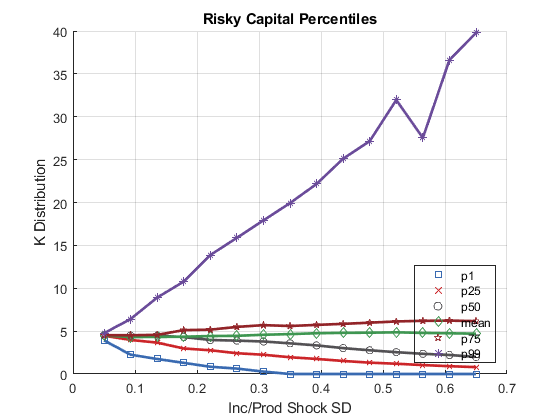 Risky Capital Percentiles
40
35
30
25
20
15
10
5
0
K Distribution
p1
p25
p50
mean
p75
p99
0 0.1 0.2 0.3 0.4 0.5 0.6 0.7
Inc/Prod Shock SD